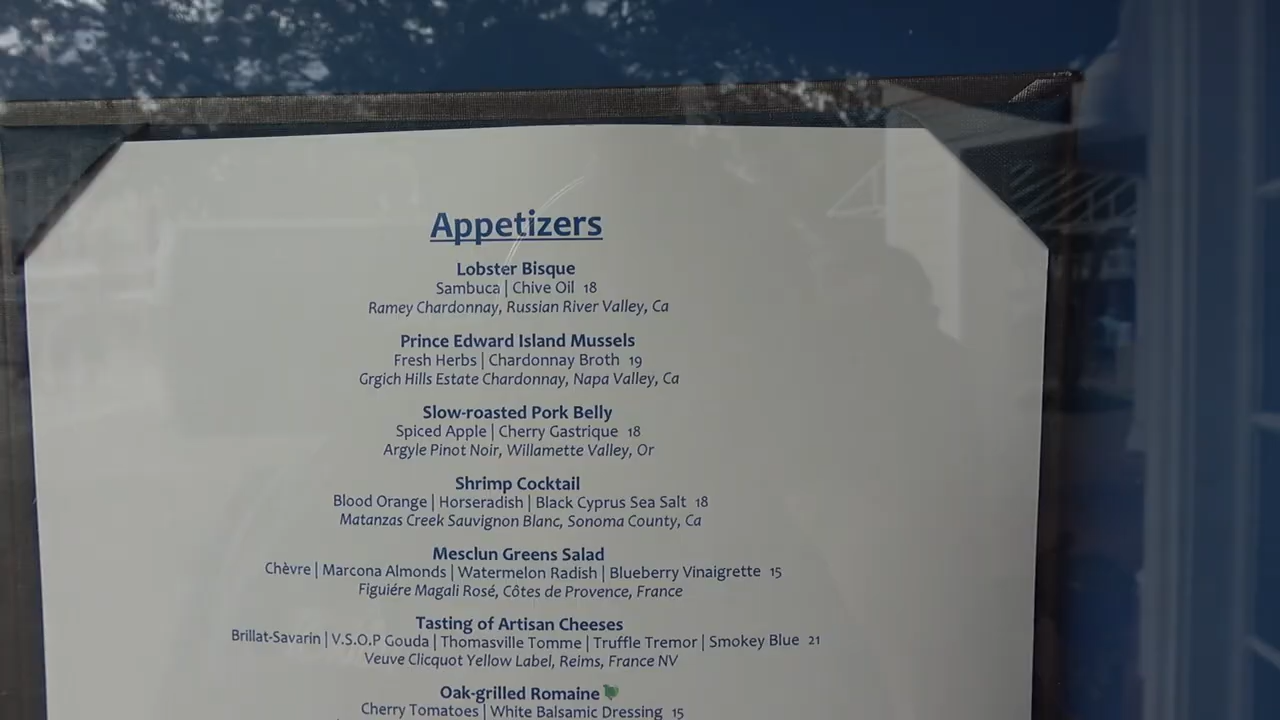 Appetizers
Lobster Bisque
Sambuca | Chive Oil 18
Ramey Chardonnay, Russian River Valley, Ca
Prince Edward Island Mussels
Fresh Herbs | Chardonnay Broth 19
Grgich Hills Estate Chardonnay, Napa Valley, Ca
Slow-roasted Pork Belly
Spiced Apple | Cherry Gastrique 18
Argyle Pinot Noir, Willamette Valley, Or
Shrimp Cocktail
Blood Orange | Horseradish | Black Cyprus Sea Salt 18
Matanzas Creek Sauvignon Blanc, Sonoma County, Ca
Mesclun Greens Salad
Chèvre | Marcona Almonds | Watermelon Radish | Blueberry Vinaigrette 15
Figuiére Magali Rosé, Côtes de Provence, France
Tasting of Artisan Cheeses
Brillat-Savarin | V.S.O.P Gouda | Thomasville Tomme | Truffle Tremor | Smokey Blue 21
Veuve Clicquot Yellow Label, Reims, France NV
Oak-grilled Romaine
Cherry Tomatoes | White Balsamic Dressing 15